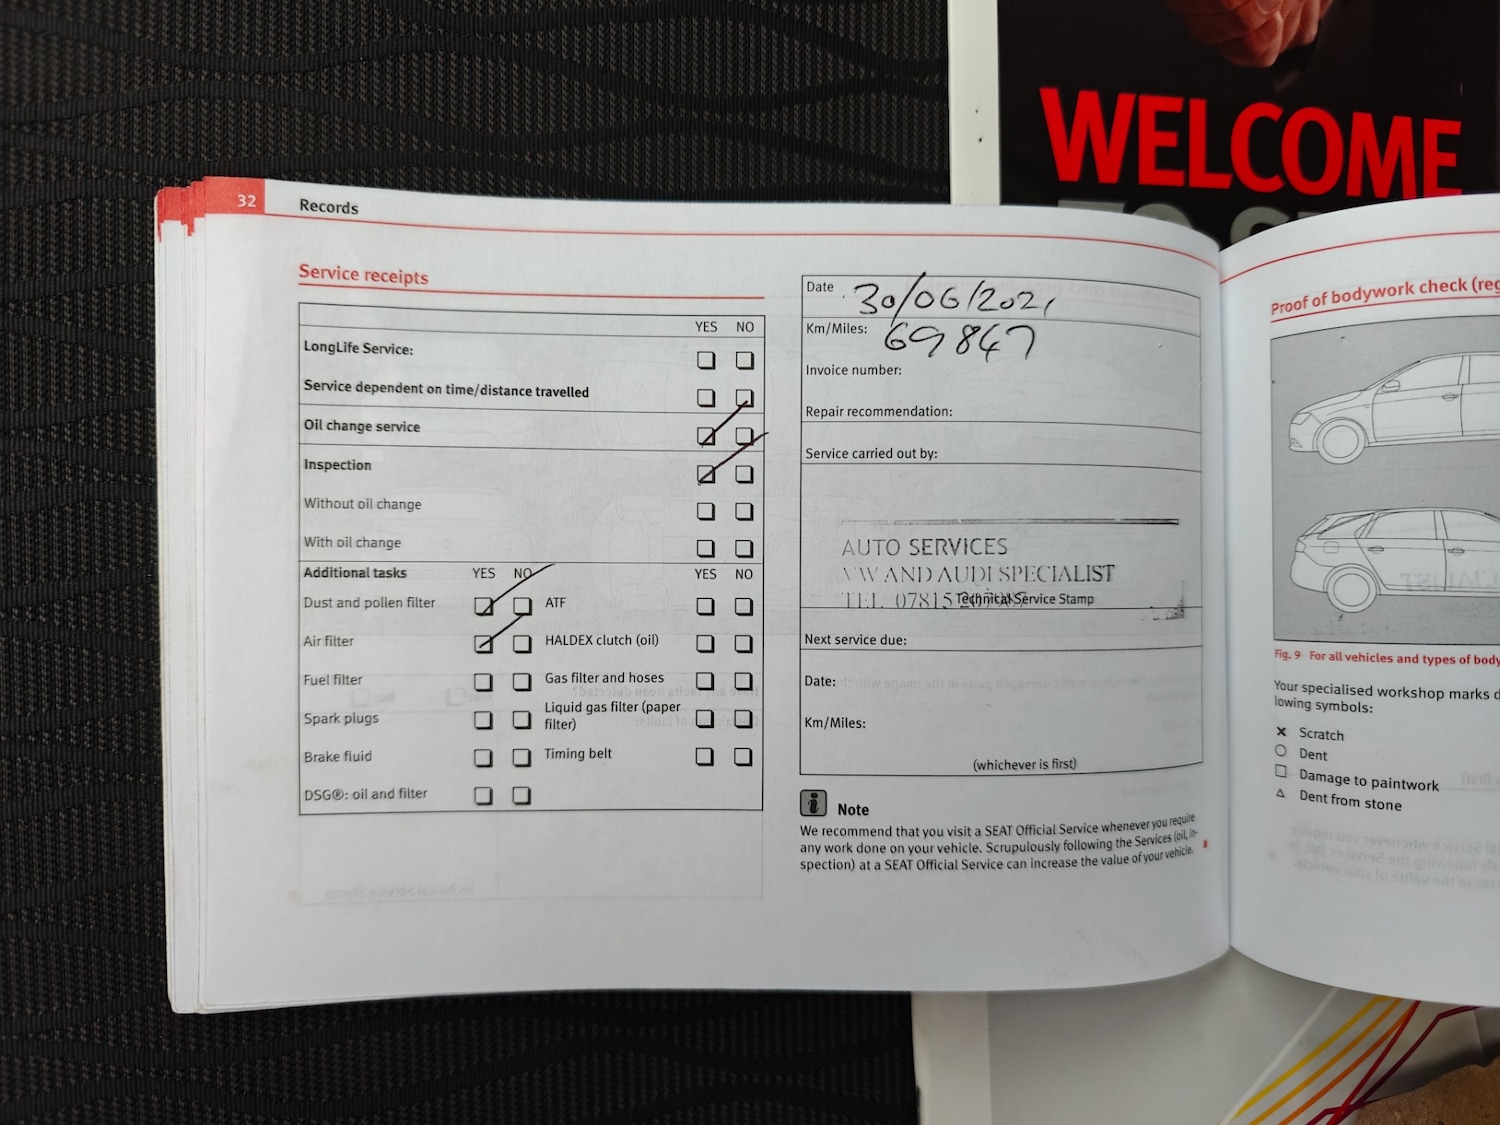 WELCOME
32 Records
Service receipts
YES NO
LongLife Service:
Service dependent on time/distance travelled
Oil change service
Inspection
Without oil change
With oil change
Additional tasks YES NO YES NO
Dust and pollen filter ATF
Air filter HALDEX clutch (oil)
Fuel filter Gas filter and hoses
Spark plugs Liquid gas filter (paper
filter)
Brake fluid Timing belt
DSG®: oil and filter
Date 30/06/2021
Km/Miles: 69847
Invoice number:
Repair recommendation:
Service carried out by:
AUTO SERVICES
VW AND AUDI SPECIALIST
TEL 07815
Technical Service Stamp
Next service due:
Date:
Km/Miles:
(whichever is first)
i Note
We recommend that you visit a SEAT Official Service whenever you require
any work done on your vehicle. Scrupulously following the Services (oil, in-
spection) at a SEAT Official Service can increase the value of your vehicle.
Proof of bodywork check (reg
Fig. 9 For all vehicles and types of body
Your specialised workshop marks d
lowing symbols:
Scratch
Dent
Damage to paintwork
Dent from stone